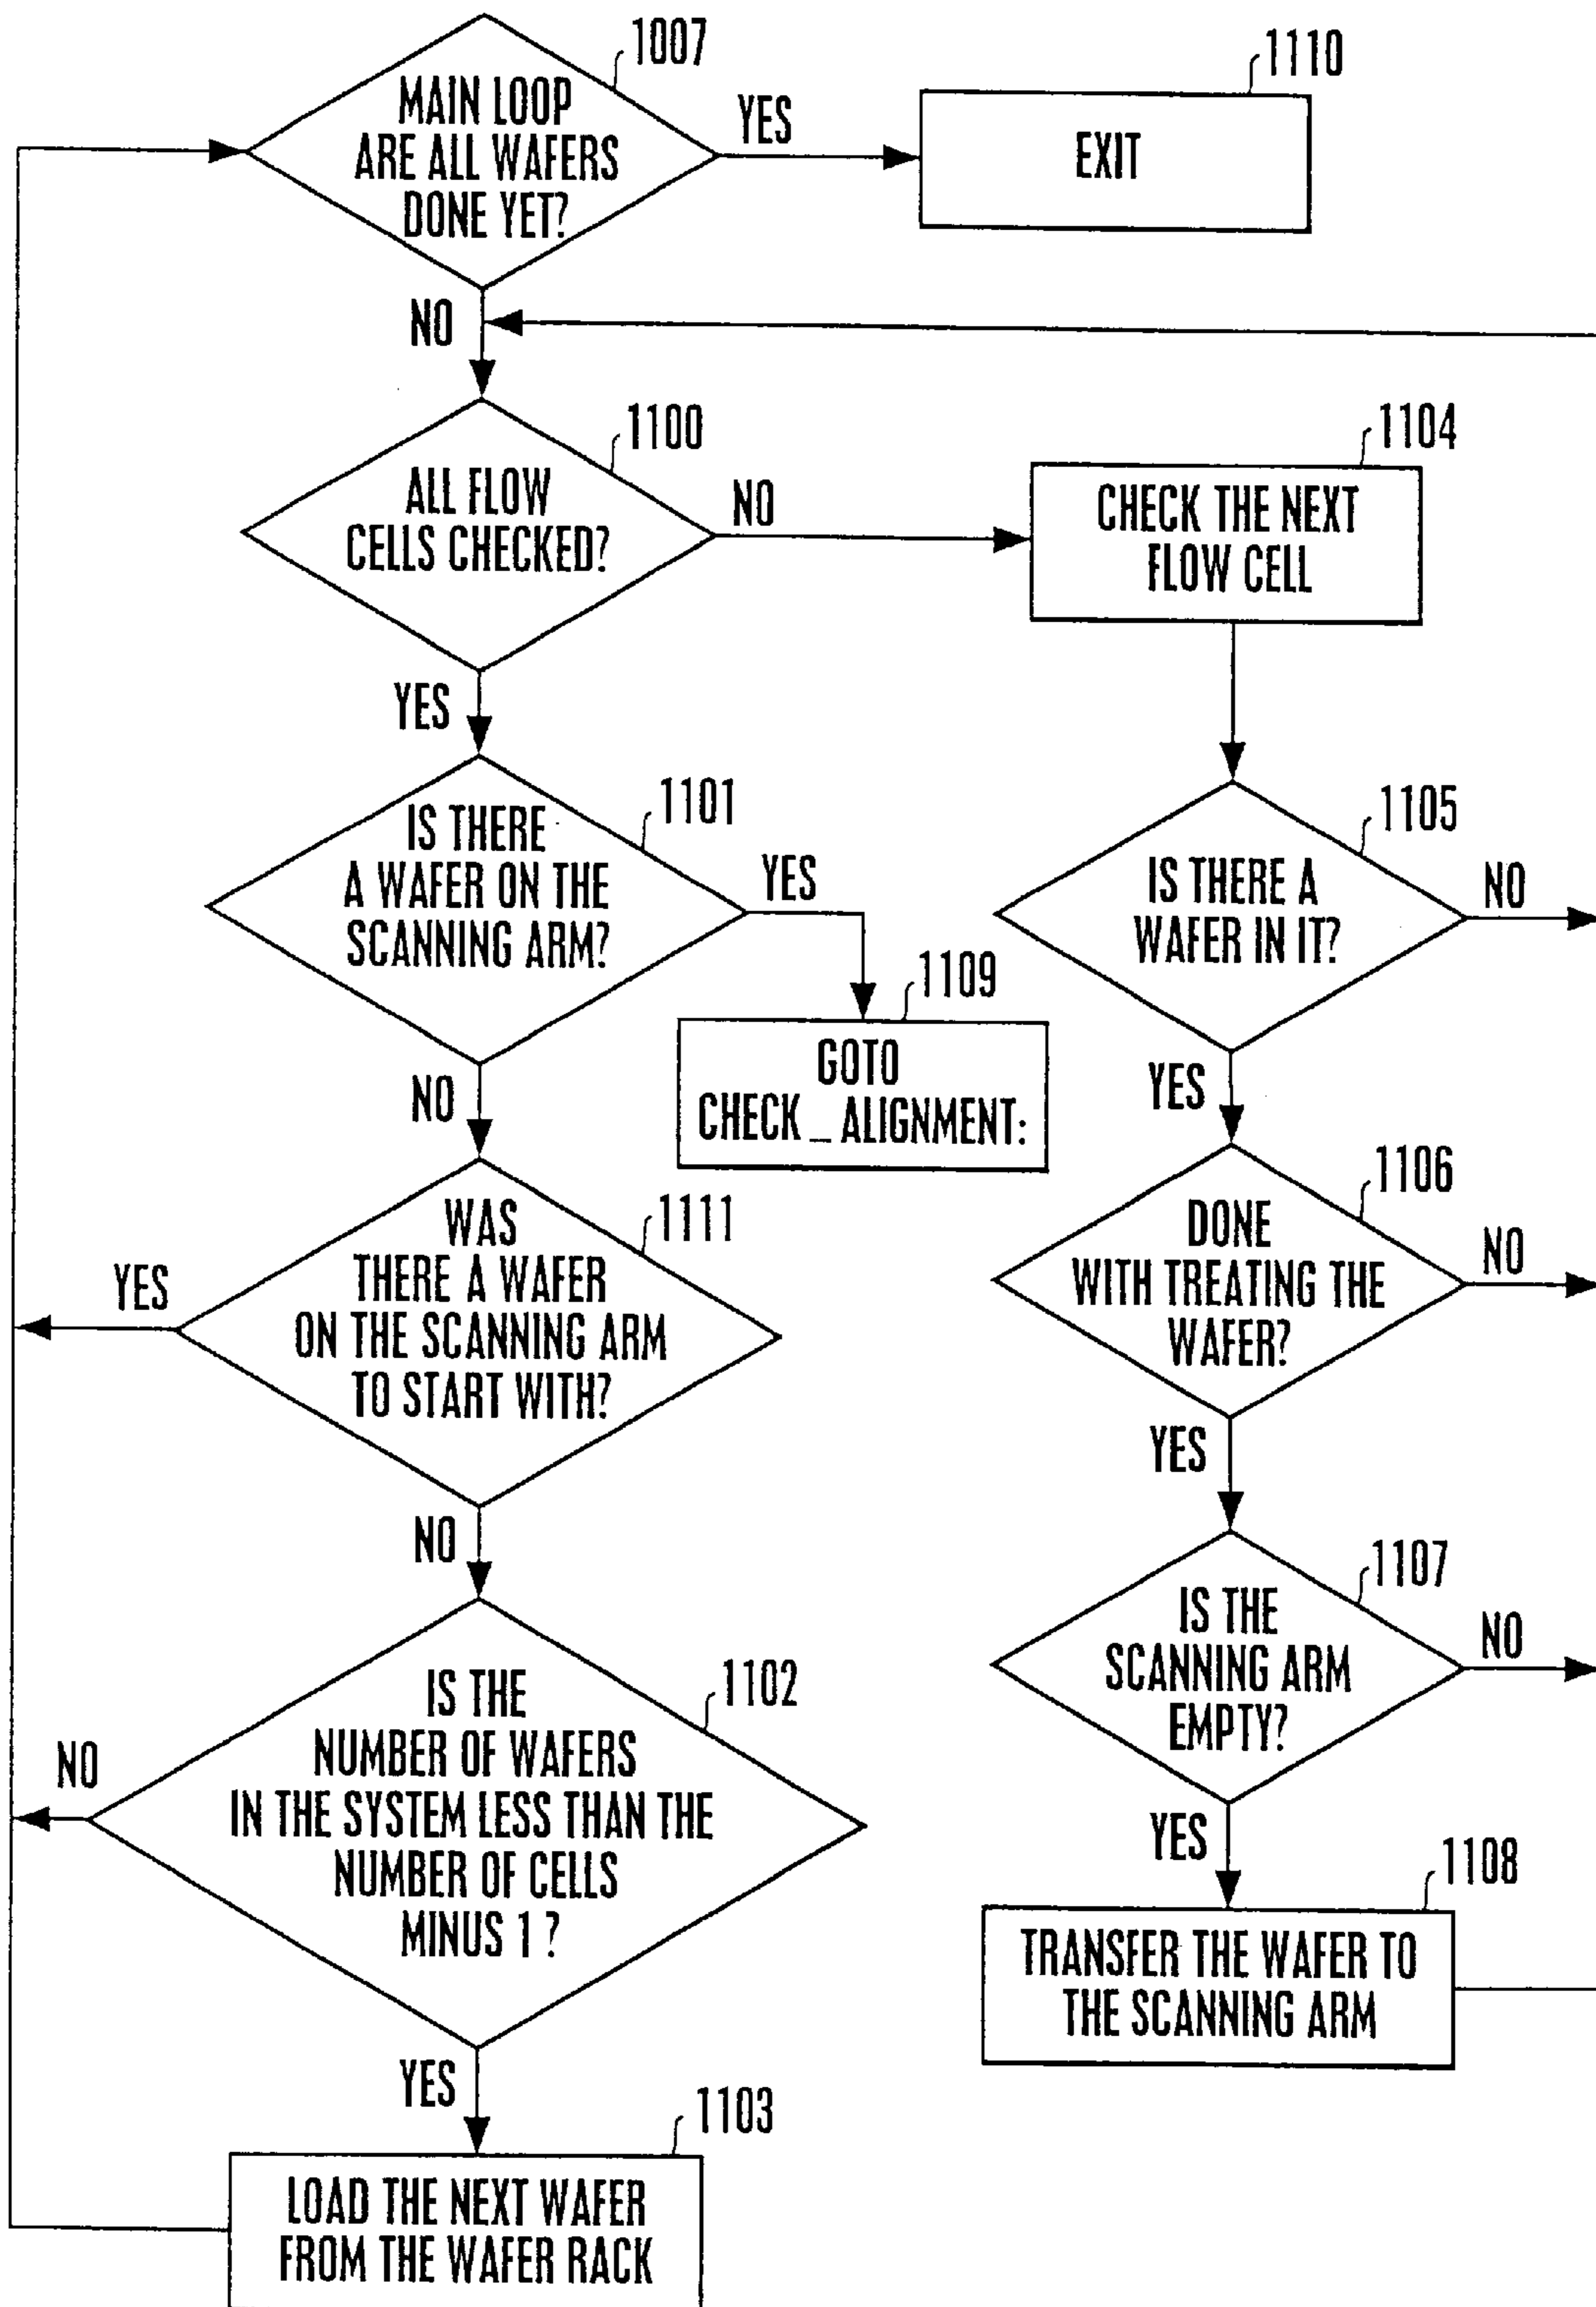 1007
MAIN LOOP
ARE ALL WAFERS
DONE YET?
YES
1110
EXIT
NO
1100
ALL FLOW
CELLS CHECKED?
NO
1104
CHECK THE NEXT
FLOW CELL
YES
1101
IS THERE
A WAFER ON THE
SCANNING ARM?
YES
1105
IS THERE A
WAFER IN IT?
NO
1109
GOTO
CHECK_ALIGNMENT:
NO
YES
1111
WAS
THERE A WAFER
ON THE SCANNING ARM
TO START WITH?
YES
1106
DONE
WITH TREATING THE
WAFER?
NO
NO
YES
1107
IS THE
SCANNING ARM
EMPTY?
NO
1102
IS THE
NUMBER OF WAFERS
IN THE SYSTEM LESS THAN THE
NUMBER OF CELLS
MINUS 1 ?
NO
YES
1108
TRANSFER THE WAFER TO
THE SCANNING ARM
YES
1103
LOAD THE NEXT WAFER
FROM THE WAFER RACK